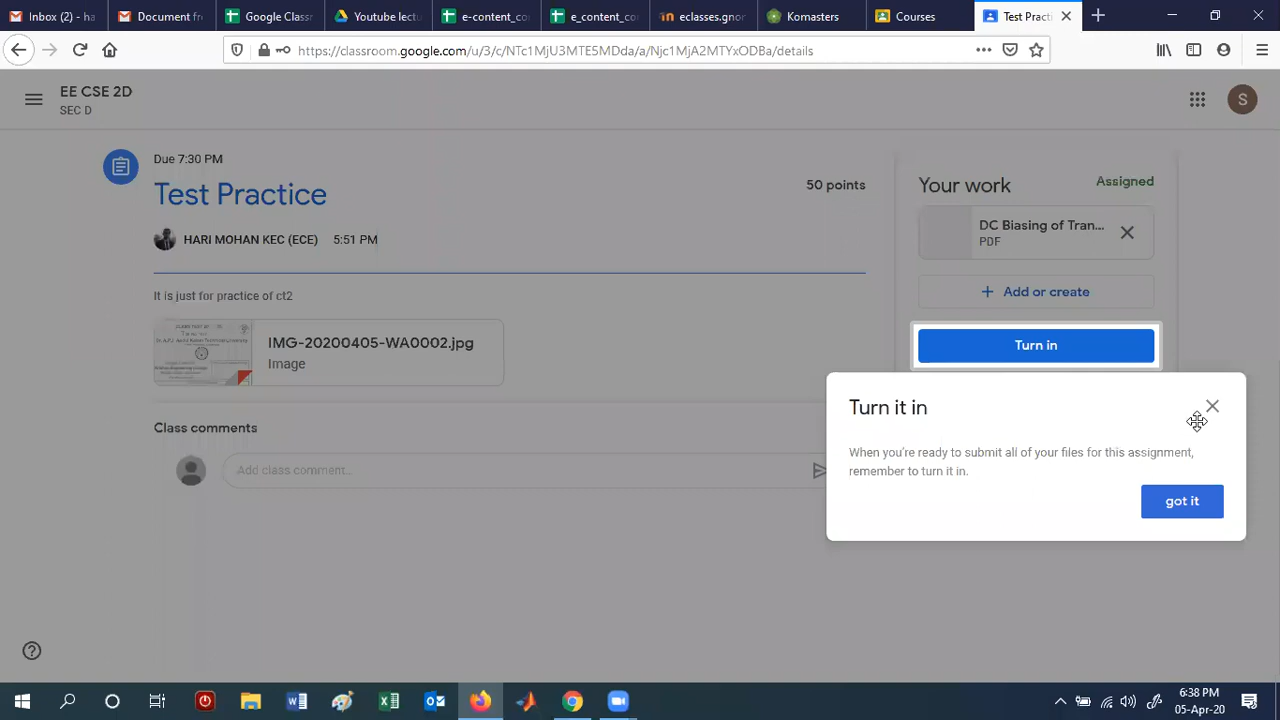 Inbox (2) - ha
Document fr
Google Classr
Youtube lectu
e-content_co
e_content_co
eclasses.gnor
Komasters
Courses
Test Practi
https://classroom.google.com/u/3/c/NTc1MjU3MTE5MDda/a/Njc1MjA2MTYxODBa/details
EE CSE 2D
SEC D
S
Due 7:30 PM
Test Practice
50 points
HARI MOHAN KEC (ECE) 5:51 PM
It is just for practice of ct2
IMG-20200405-WA0002.jpg
Image
Class comments
Add class comment...
Your work
Assigned
DC Biasing of Tran...
PDF
+ Add or create
Turn in
Turn it in
When you're ready to submit all of your files for this assignment,
remember to turn it in.
got it
6:38 PM
05-Apr-20